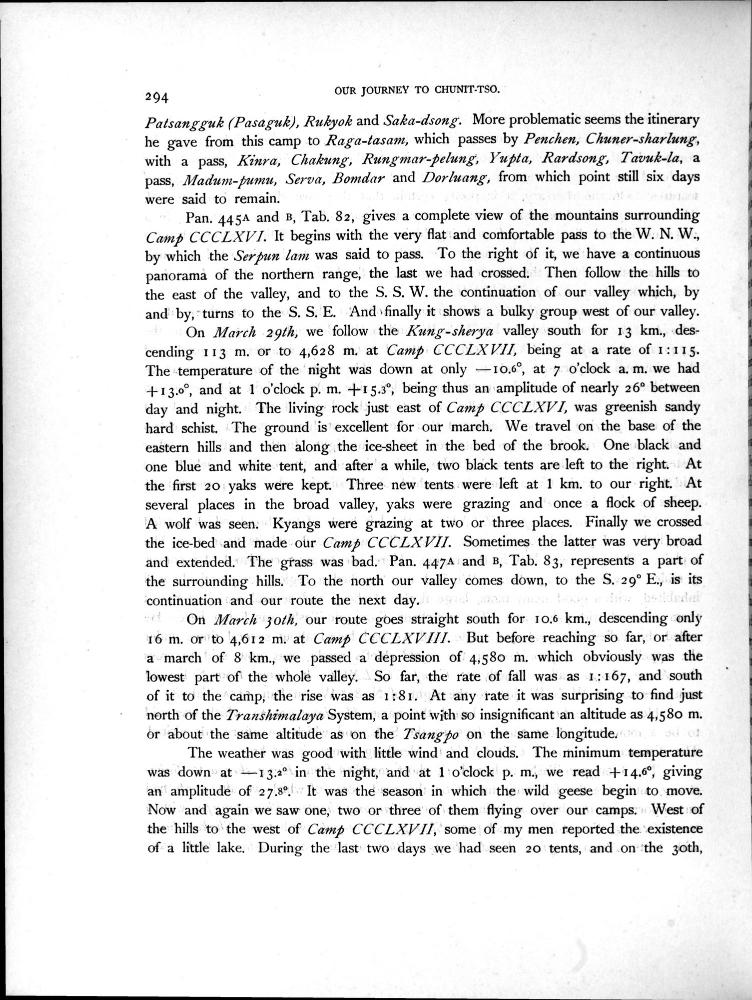 294
OUR JOURNEY TO CHUNIT-TSO.
Patsangguk (Pasaguk), Rukyok and Saka-dsong. More problematic seems the itinerary
he gave from this camp to Raga-tasam, which passes by Penchen, Chuner-sharlung,
with a pass, Kinra, Chakung, Rungmar-pelung, Yupta, Rardsong, Tavuk-la, a
pass, Madum-pumu, Serva, Bomdar and Dorluang, from which point still six days
were said to remain.
Pan. 445A and B, Tab. 82, gives a complete view of the mountains surrounding
Camp CCCLXVI. It begins with the very flat and comfortable pass to the W. N. W.,
by which the Serpun lam was said to pass. To the right of it, we have a continuous
panorama of the northern range, the last we had crossed. Then follow the hills to
the east of the valley, and to the S. S. W. the continuation of our valley which, by
and by, turns to the S. S. E. And finally it shows a bulky group west of our valley.
On March 29th, we follow the Kung-sherya valley south for 13 km., des-
cending 113 m. or to 4,628 m. at Camp CCCLXVII, being at a rate of 1:115.
The temperature of the night was down at only —10.6°, at 7 o'clock a. m. we had
+13.0°, and at 1 o'clock p. m. +15.3°, being thus an amplitude of nearly 26° between
day and night. The living rock just east of Camp CCCLXVI, was greenish sandy
hard schist. The ground is excellent for our march. We travel on the base of the
eastern hills and then along the ice-sheet in the bed of the brook. One black and
one blue and white tent, and after a while, two black tents are left to the right. At
the first 20 yaks were kept. Three new tents were left at 1 km. to our right. At
several places in the broad valley, yaks were grazing and once a flock of sheep.
A wolf was seen. Kyangs were grazing at two or three places. Finally we crossed
the ice-bed and made our Camp CCCLXVII. Sometimes the latter was very broad
and extended. The grass was bad. Pan. 447A and B, Tab. 83, represents a part of
the surrounding hills. To the north our valley comes down, to the S. 29° E., is its
continuation and our route the next day.
On March 30th, our route goes straight south for 10.6 km., descending only
16 m. or to 4,612 m. at Camp CCCLXVIII. But before reaching so far, or after
a march of 8 km., we passed a depression of 4,580 m. which obviously was the
lowest part of the whole valley. So far, the rate of fall was as 1:167, and south
of it to the camp, the rise was as 1:81. At any rate it was surprising to find just
north of the Transhimalaya System, a point with so insignificant an altitude as 4,580 m.
or about the same altitude as on the Tsangpo on the same longitude.
The weather was good with little wind and clouds. The minimum temperature
was down at —13.2° in the night, and at 1 o'clock p. m., we read +14.6°, giving
an amplitude of 27.8°. It was the season in which the wild geese begin to move.
Now and again we saw one, two or three of them flying over our camps. West of
the hills to the west of Camp CCCLXVII, some of my men reported the existence
of a little lake. During the last two days we had seen 20 tents, and on the 30th,